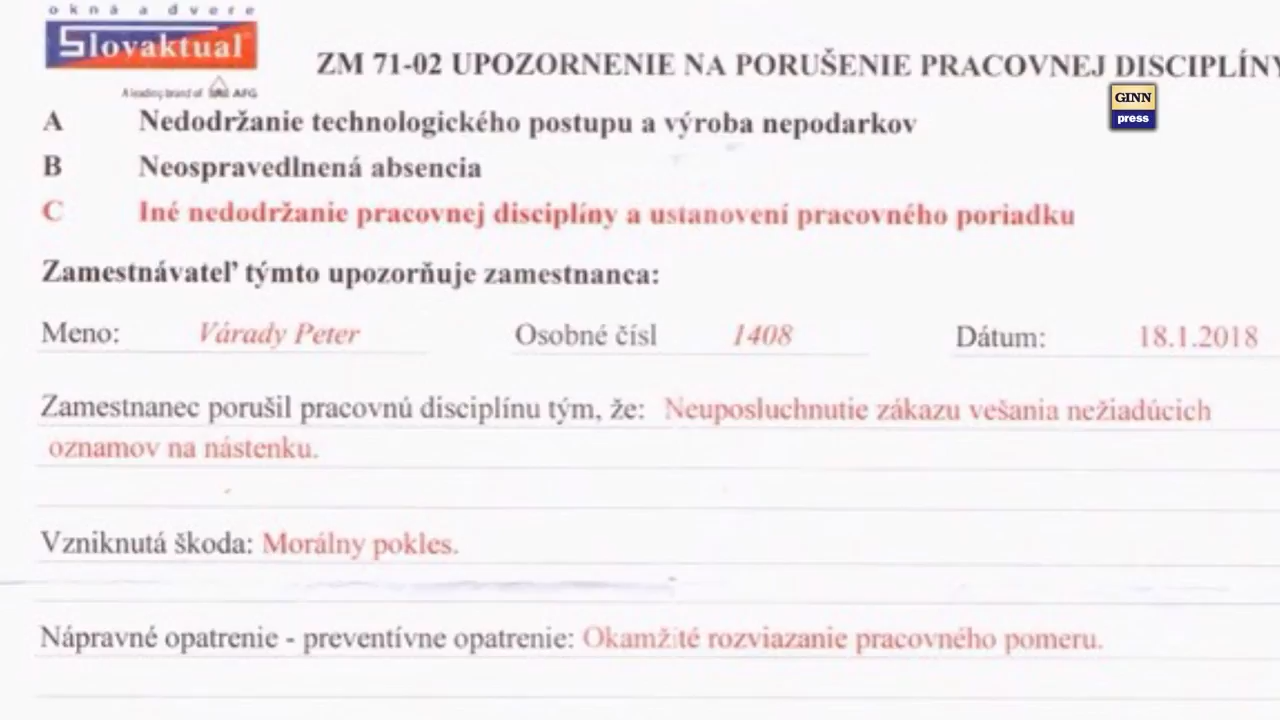 okná a dvere
Slovaktual
A leading brand of AFG
ZM 71-02 UPOZORNENIE NA PORUŠENIE PRACOVNEJ DISCIPLÍNY
GINN
press
A Nedodržanie technologického postupu a výroba nepodarkov
B Neospravedlnená absencia
C Iné nedodržanie pracovnej disciplíny a ustanovení pracovného poriadku
Zamestnávateľ týmto upozorňuje zamestnanca:
Meno: Várady Peter Osobné čísl 1408 Dátum: 18.1.2018
Zamestnanec porušil pracovnú disciplínu tým, že: Neuposluchnutie zákazu vešania nežiadúcich
oznamov na nástenku.
Vzniknutá škoda: Morálny pokles.
Nápravné opatrenie - preventívne opatrenie: Okamžité rozviazanie pracovného pomeru.